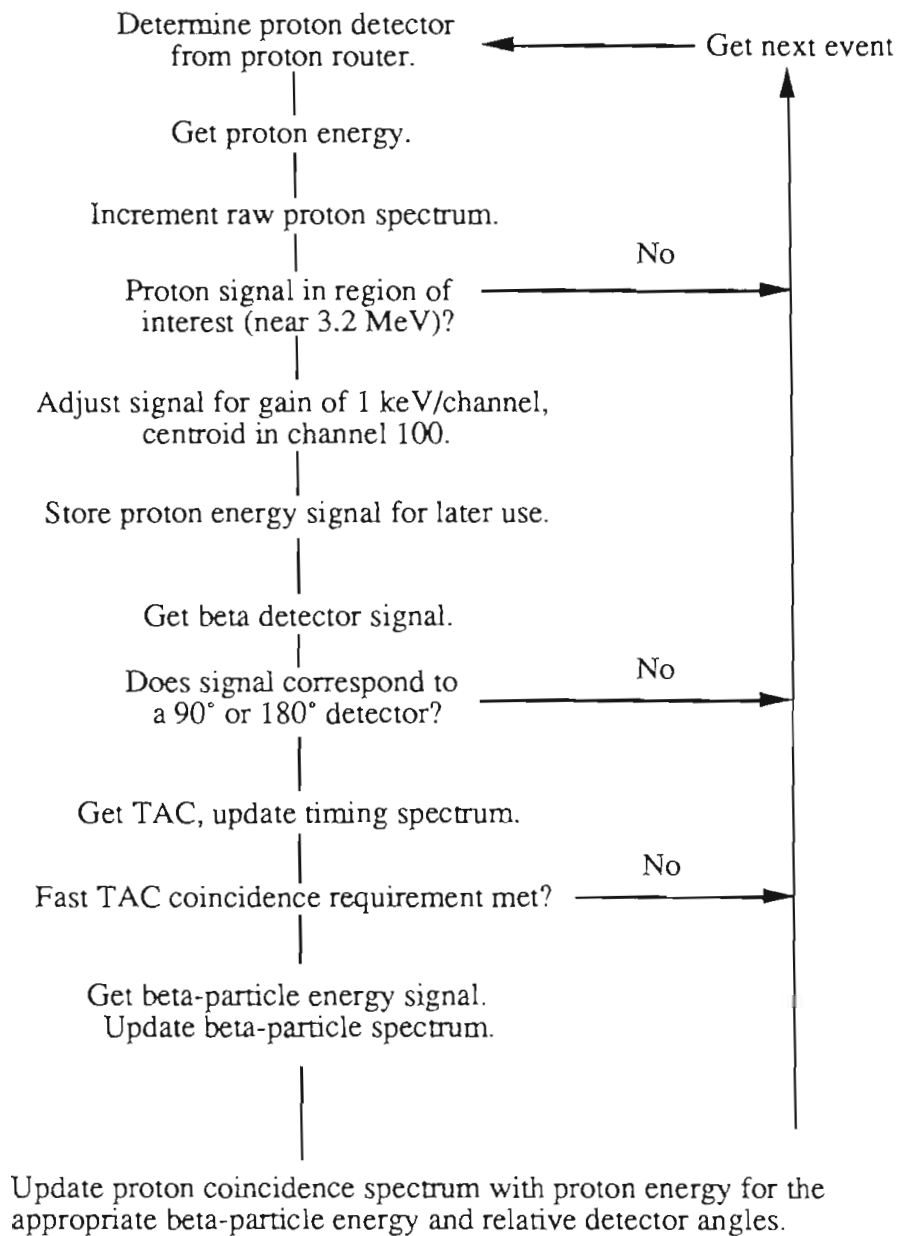 Determine proton detector
from proton router.
Get next event
Get proton energy.
Increment raw proton spectrum.
No
Proton signal in region of
interest (near 3.2 MeV)?
Adjust signal for gain of 1 keV/channel,
centroid in channel 100.
Store proton energy signal for later use.
Get beta detector signal.
No
Does signal correspond to
a 90° or 180° detector?
Get TAC, update timing spectrum.
No
Fast TAC coincidence requirement met?
Get beta-particle energy signal.
Update beta-particle spectrum.
Update proton coincidence spectrum with proton energy for the
appropriate beta-particle energy and relative detector angles.